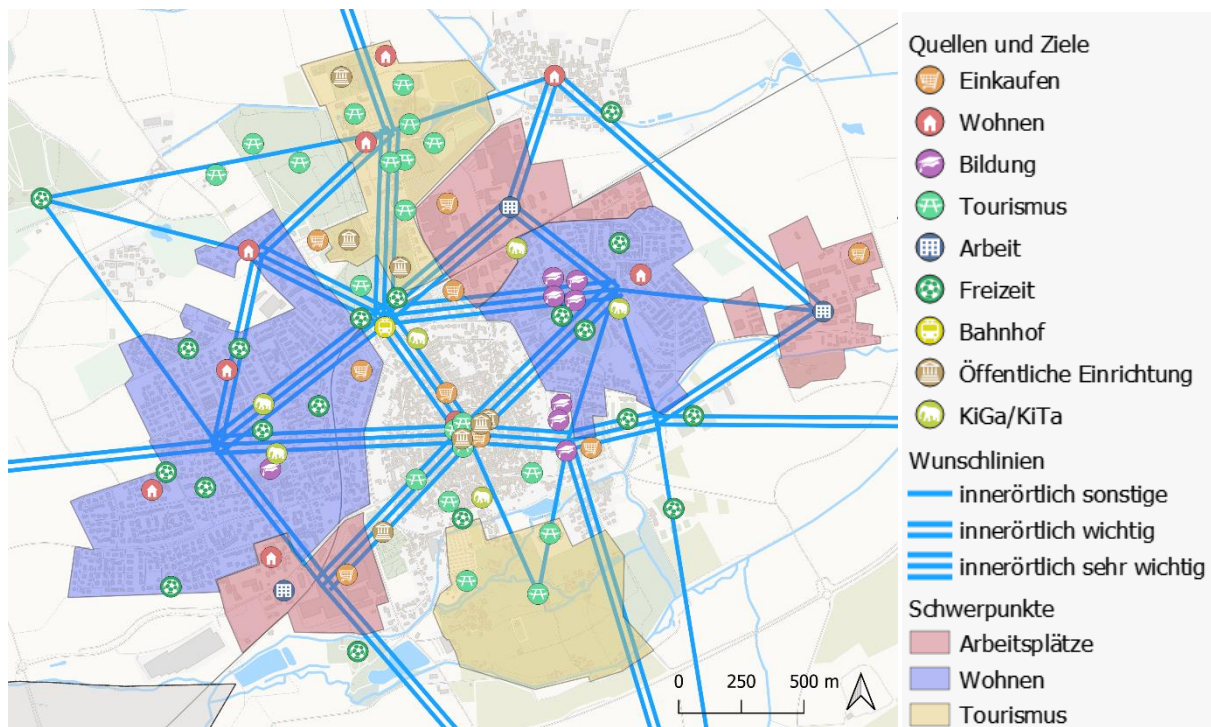 Quellen und Ziele
Einkaufen
Wohnen
Bildung
Tourismus
Arbeit
Freizeit
Bahnhof
Öffentliche Einrichtung
KiGa/KiTa
Wunschlinien
innerörtlich sonstige
innerörtlich wichtig
innerörtlich sehr wichtig
Schwerpunkte
Arbeitsplätze
Wohnen
Tourismus
0 250 500 m